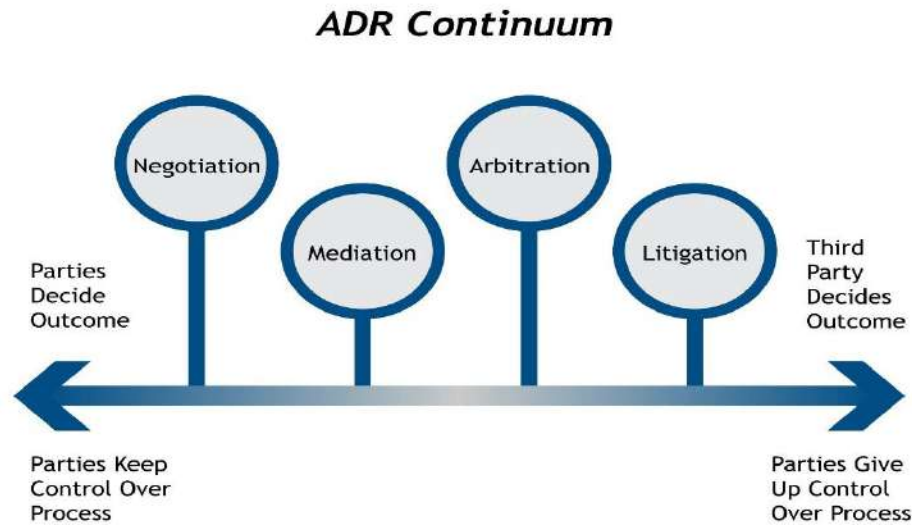 ADR Continuum
Negotiation
Arbitration
Mediation
Litigation
Parties
Decide
Outcome
Third
Party
Decides
Outcome
Parties Keep
Control Over
Process
Parties Give
Up Control
Over Process